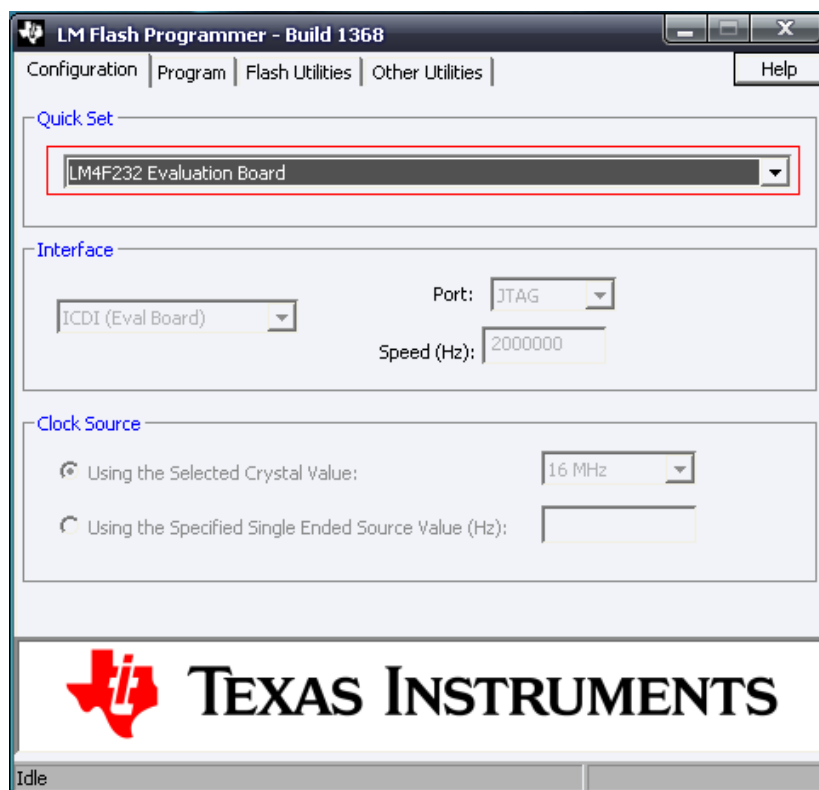 LM Flash Programmer - Build 1368
Configuration Program Flash Utilities Other Utilities Help
Quick Set
LM4F232 Evaluation Board
Interface
Port: JTAG
ICDI (Eval Board)
Speed (Hz): 2000000
Clock Source
Using the Selected Crystal Value: 16 MHz
Using the Specified Single Ended Source Value (Hz):
TEXAS INSTRUMENTS
Idle